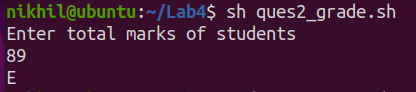 nikhil@ubuntu:~/Lab4$ sh ques2_grade.sh
Enter total marks of students
89
E